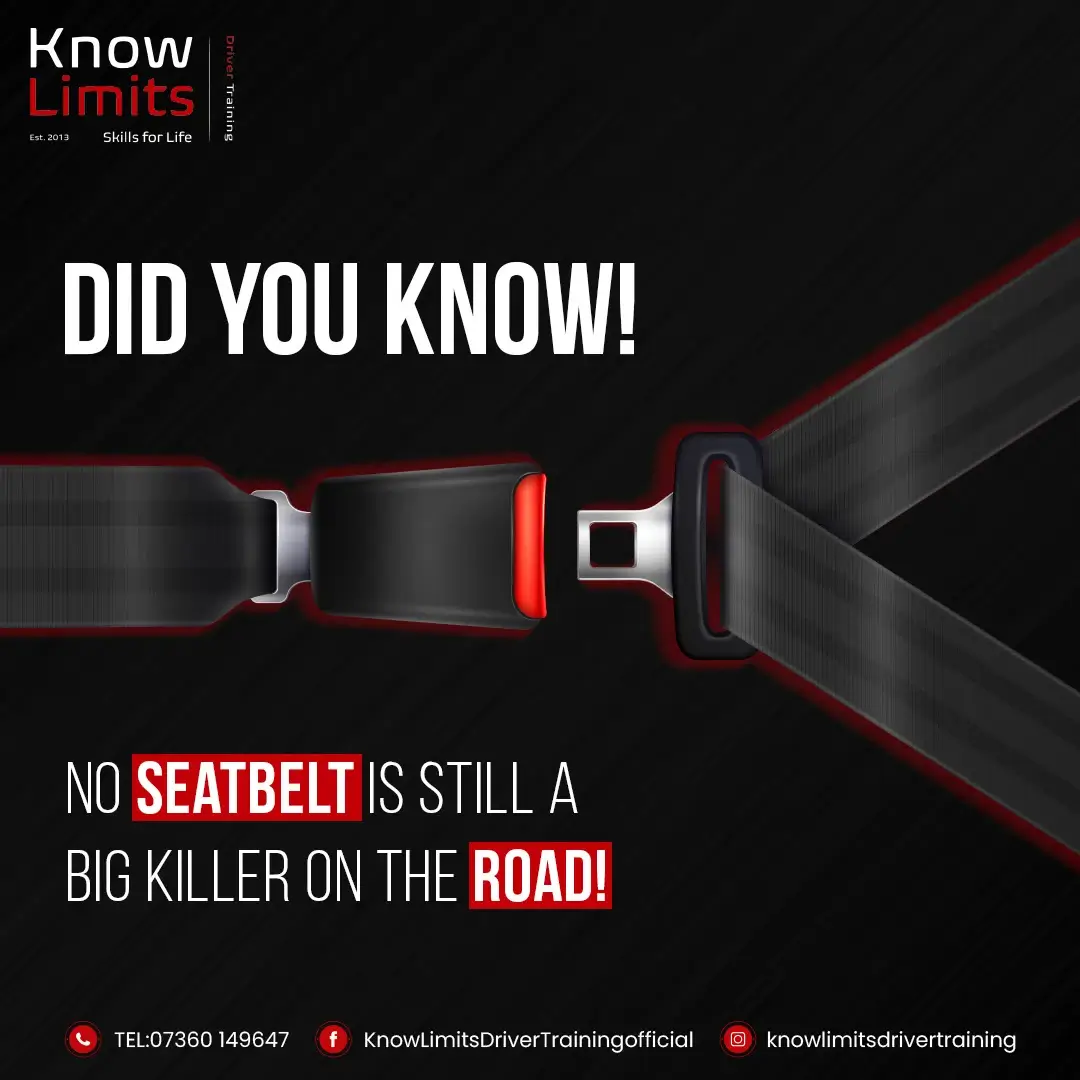 Know
Limits
Driver Training
Est. 2013 Skills for Life
DID YOU KNOW!
NO SEATBELT IS STILL A
BIG KILLER ON THE ROAD!
TEL:07360 149647 KnowLimitsDriverTrainingofficial knowlimitsdrivertraining